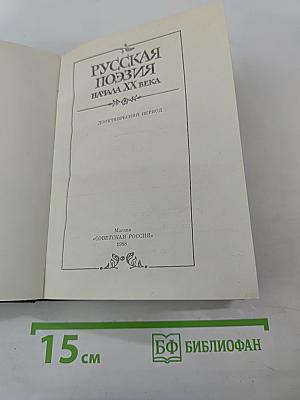 РУССКАЯ
ПОЭЗИЯ
НАЧАЛА XX ВЕКА
ДООКТЯБРЬСКИЙ ПЕРИОД
Москва
«СОВЕТСКАЯ РОССИЯ»
1988
15 см
БФ БИБЛИОФАН